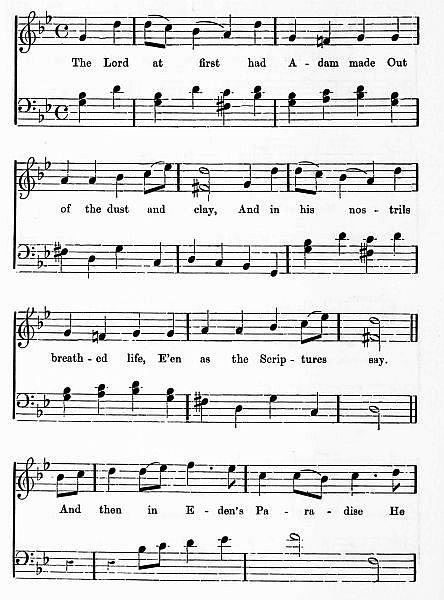 The Lord at first had A - dam made Out
of the dust and clay, And in his nos - trils
breath - ed life, E'en as the Scrip - tures say.
And then in E - den's Pa - ra - dise He